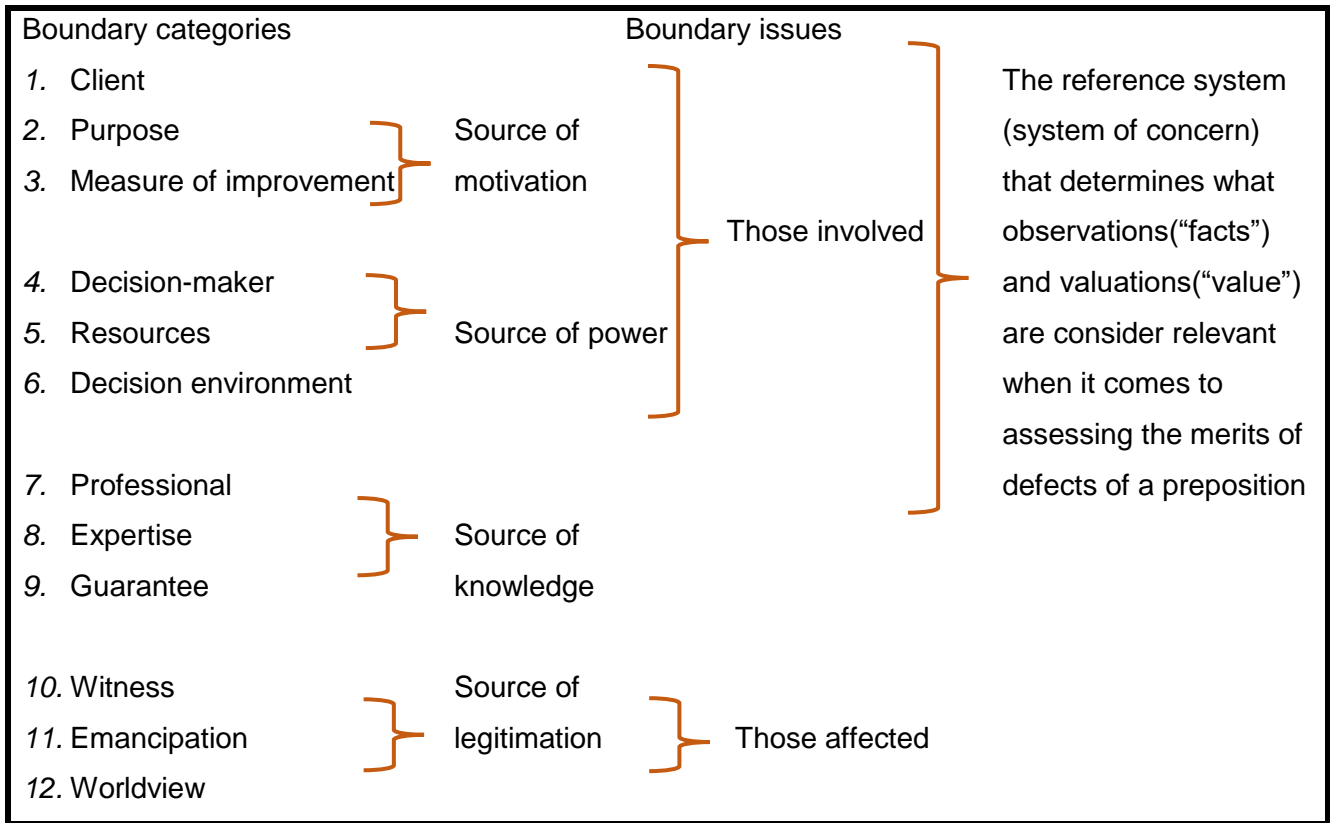 Boundary categories Boundary issues
1. Client The reference system
2. Purpose Source of (system of concern)
3. Measure of improvement motivation that determines what
Those involved observations(“facts”)
4. Decision-maker and valuations(“value”)
5. Resources Source of power are consider relevant
6. Decision environment when it comes to
assessing the merits of
7. Professional defects of a preposition
8. Expertise Source of
9. Guarantee knowledge
10. Witness Source of
11. Emancipation legitimation Those affected
12. Worldview